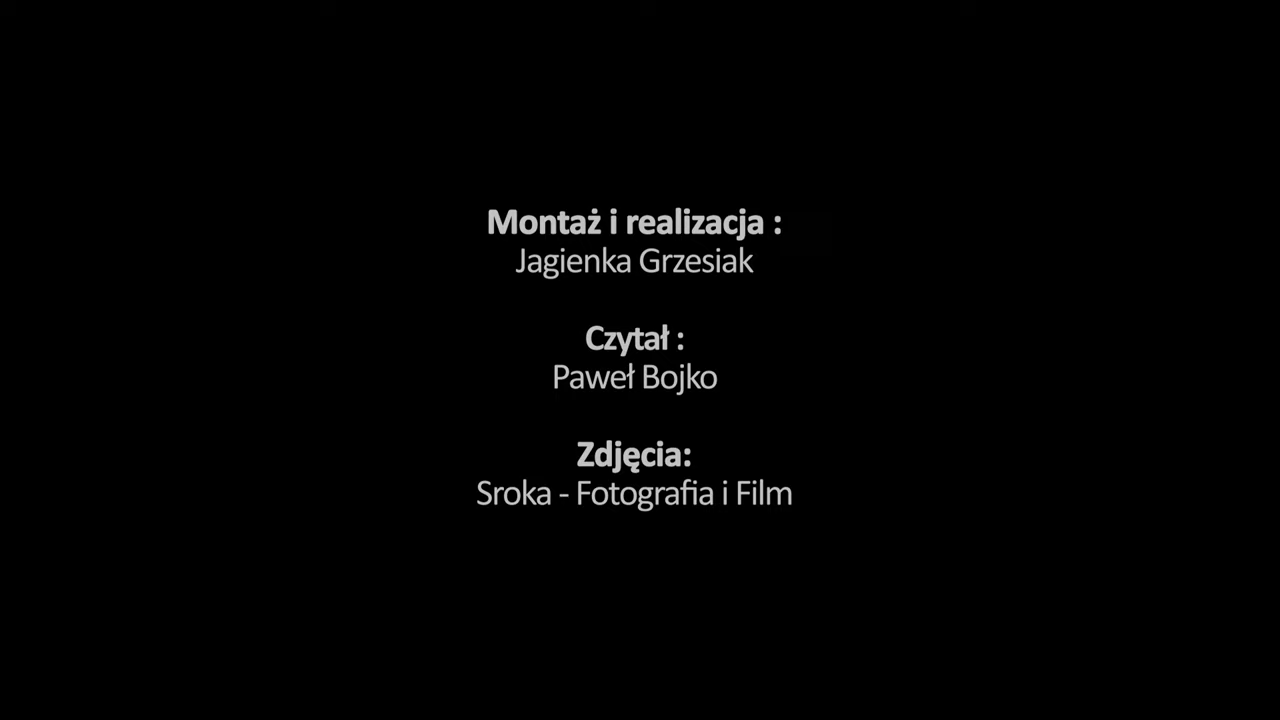 Montaż i realizacja :
Jagienka Grzesiak
Czytał :
Paweł Bojko
Zdjęcia:
Sroka - Fotografia i Film